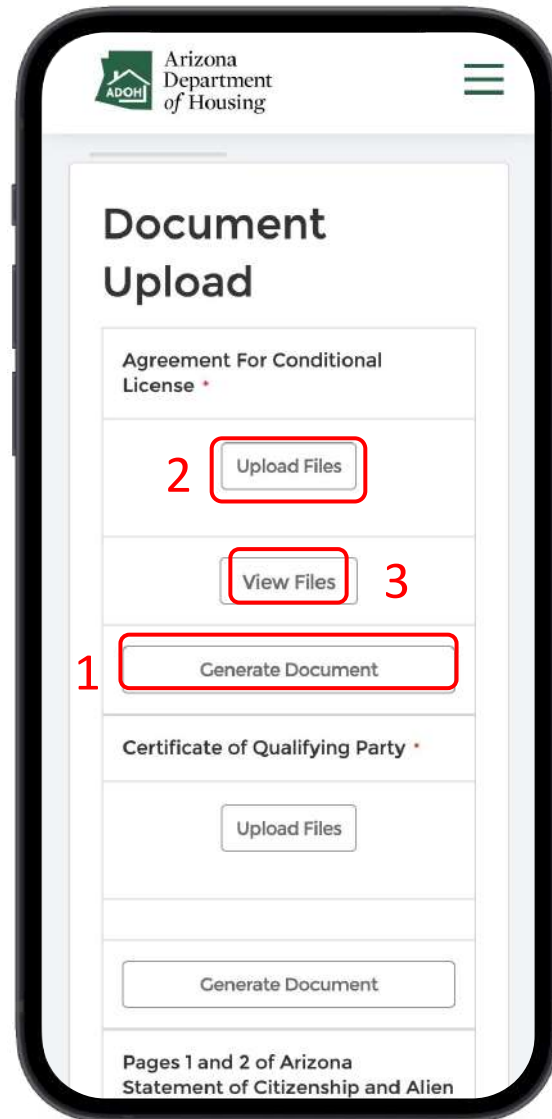 Arizona
Department
of Housing
ADOH
Document
Upload
Agreement For Conditional
License *
2
Upload Files
View Files
3
1
Generate Document
Certificate of Qualifying Party *
Upload Files
Generate Document
Pages 1 and 2 of Arizona
Statement of Citizenship and Alien